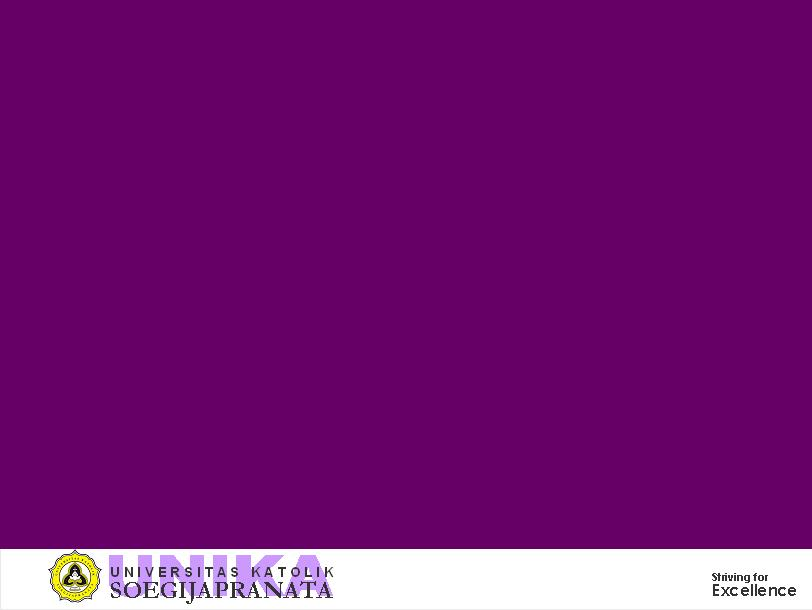 UNIKA
UNIVERSITAS KATOLIK
SOEGIJAPRANATA
Striving for
Excellence